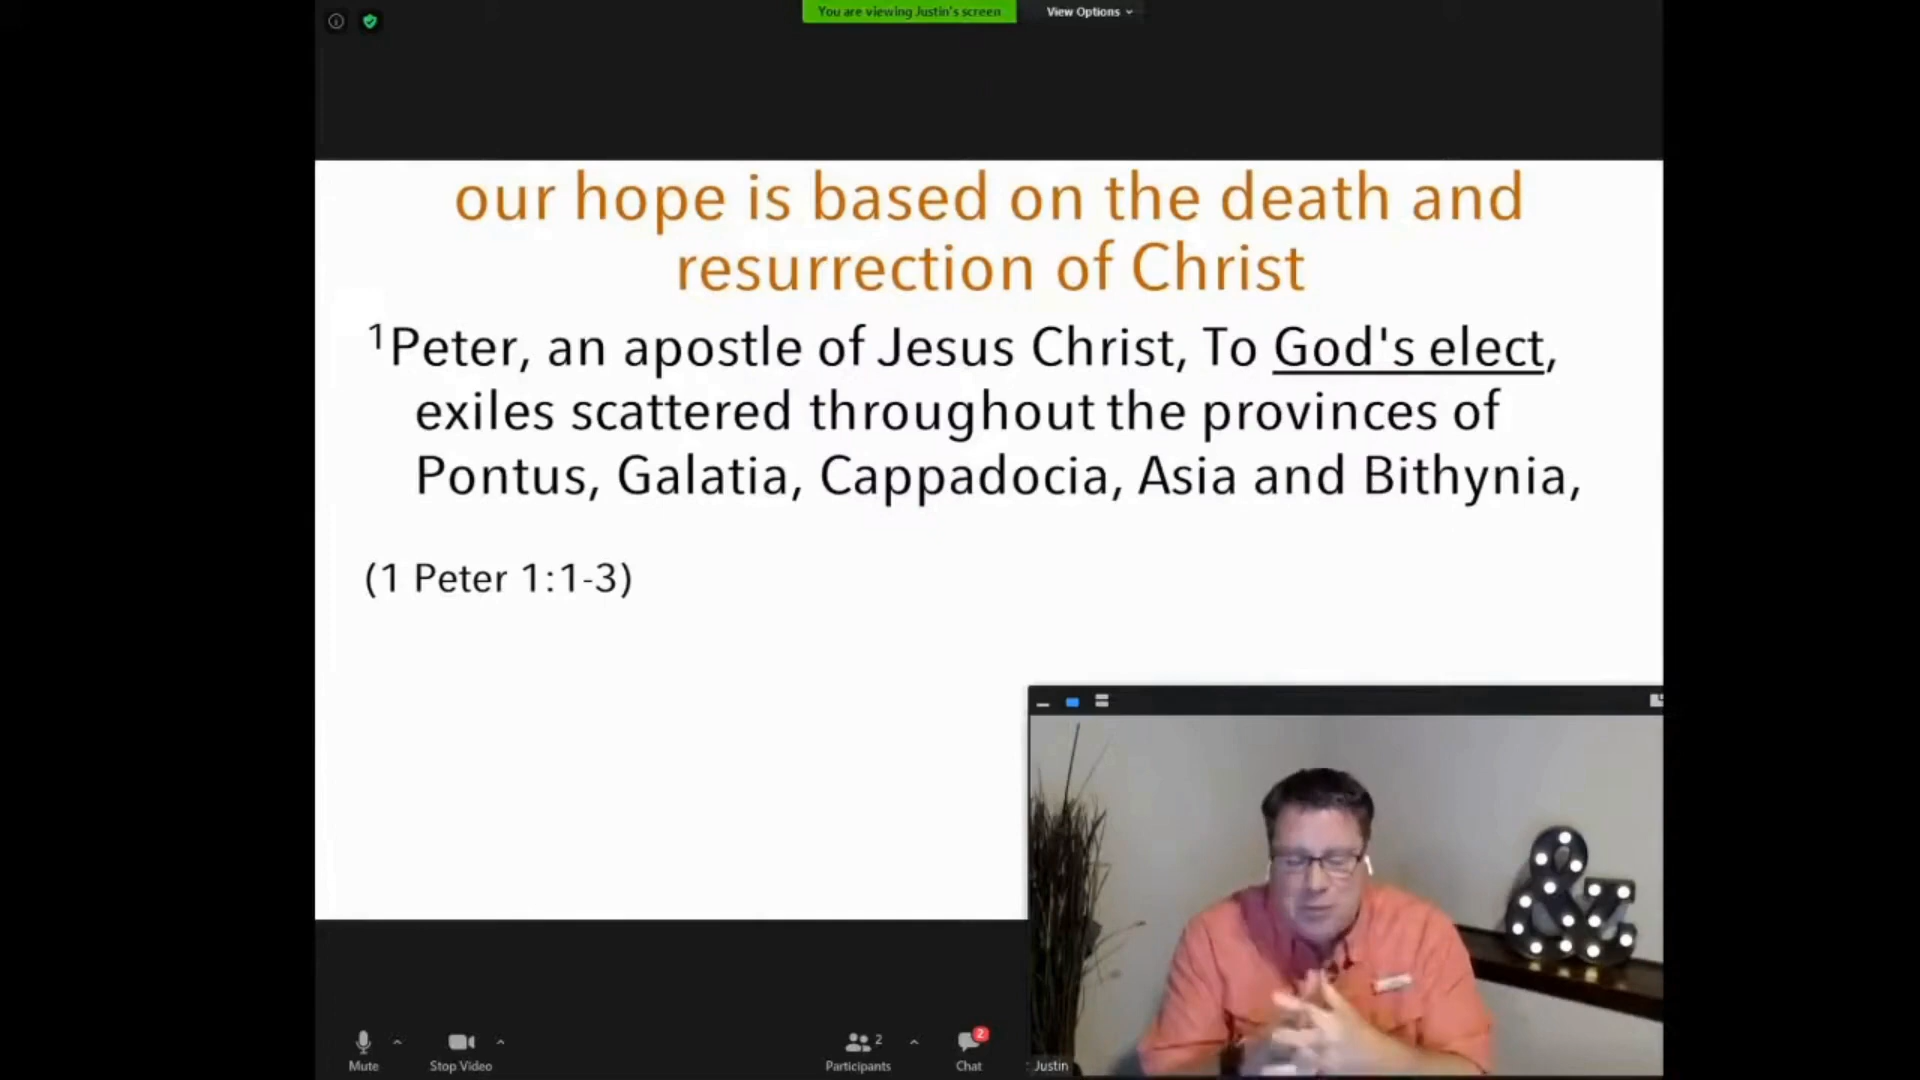 You are viewing Justin's screen
View Options
our hope is based on the death and
resurrection of Christ
1Peter, an apostle of Jesus Christ, To God's elect,
exiles scattered throughout the provinces of
Pontus, Galatia, Cappadocia, Asia and Bithynia,
(1 Peter 1:1-3)
&
2
2
Mute
Stop Video
Participants
Chat
Justin